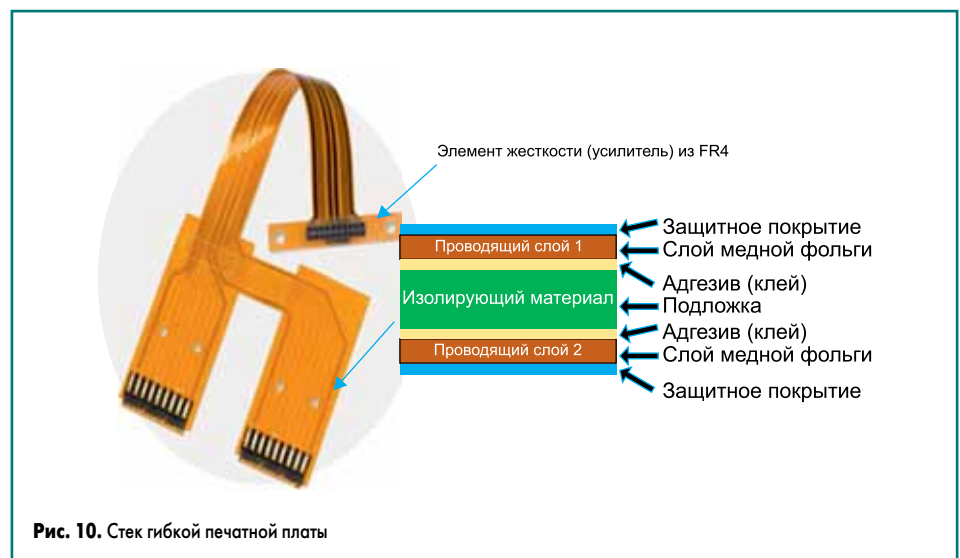 Элемент жесткости (усилитель) из FR4
Защитное покрытие
Проводящий слой 1
Слой медной фольги
Адгезив (клей)
Изолирующий материал
Подложка
Адгезив (клей)
Проводящий слой 2
Слой медной фольги
Защитное покрытие
Рис. 10. Стек гибкой печатной платы